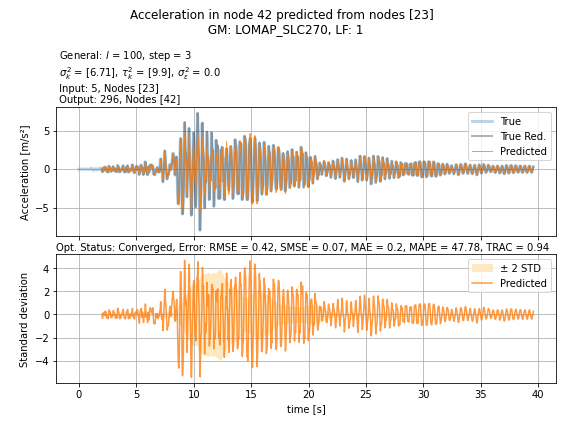 Acceleration in node 42 predicted from nodes [23]
GM: LOMAP_SLC270, LF: 1
General: l = 100, step = 3
σ²ₖ = [6.71], τ²ₖ = [9.9], σ²ε = 0.0
Input: 5, Nodes [23]
Output: 296, Nodes [42]
Acceleration [m/s²]
5
0
−5
True
True Red.
Predicted
Opt. Status: Converged, Error: RMSE = 0.42, SMSE = 0.07, MAE = 0.2, MAPE = 47.78, TRAC = 0.94
Standard deviation
4
2
0
−2
−4
± 2 STD
Predicted
0 5 10 15 20 25 30 35 40
time [s]